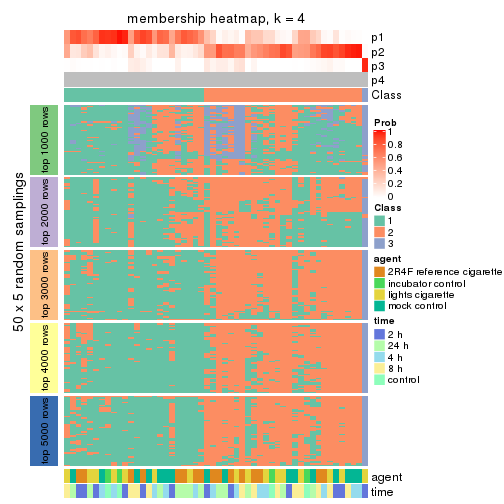 membership heatmap, k = 4
p1
p2
p3
p4
Class
50 x 5 random samplings
top 1000 rows
top 2000 rows
top 3000 rows
top 4000 rows
top 5000 rows
agent
time
Prob
1
0.8
0.6
0.4
0.2
0
Class
1
2
3
agent
2R4F reference cigarette
incubator control
lights cigarette
mock control
time
2 h
24 h
4 h
8 h
control